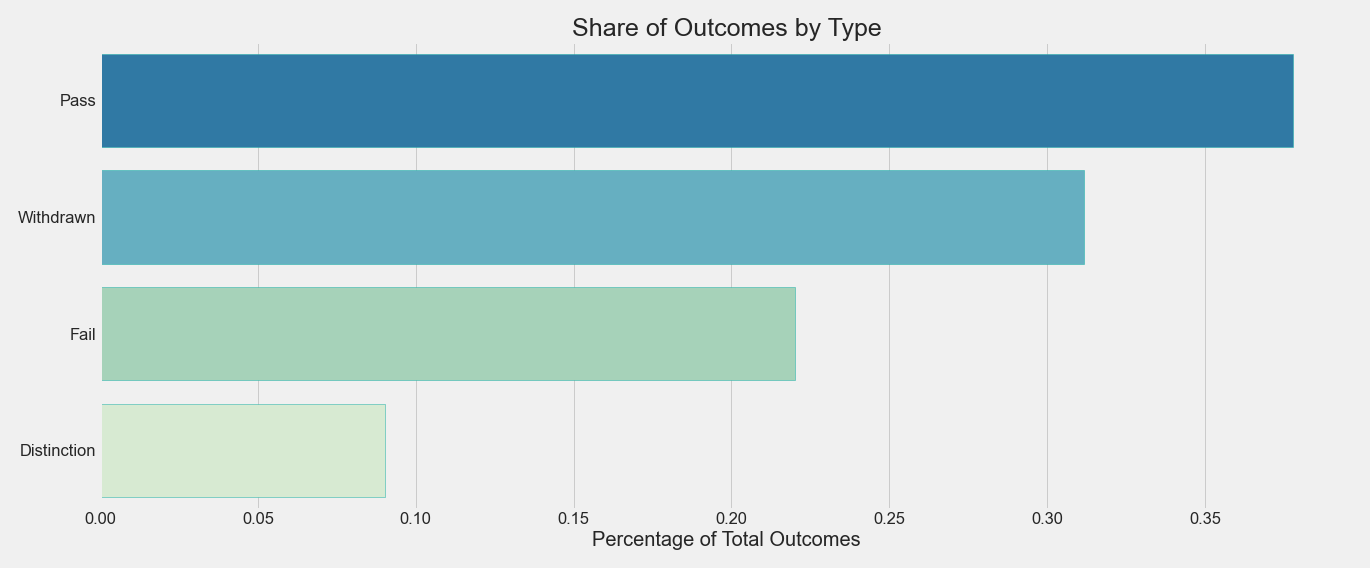 Share of Outcomes by Type
Pass
Withdrawn
Fail
Distinction
0.00 0.05 0.10 0.15 0.20 0.25 0.30 0.35
Percentage of Total Outcomes